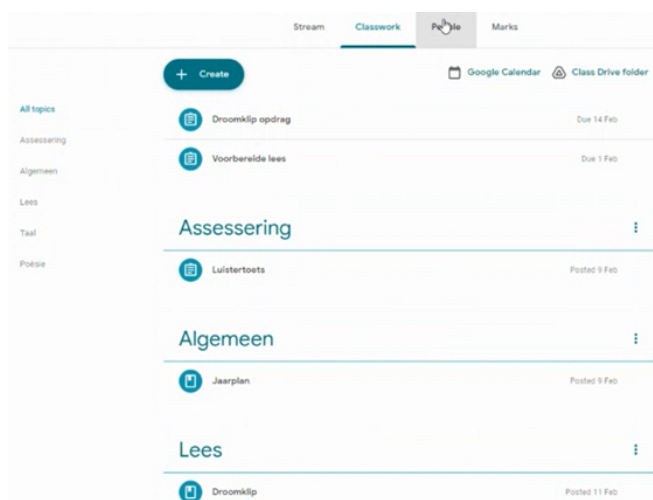 Stream Classwork People Marks
+ Create Google Calendar Class Drive folder
All topics
Assessering
Algemeen
Lees
Taal
Poësie
Droomklip opdrag Due 14 Feb
Voorbereide lees Due 1 Feb
Assessering
Luistertoets Posted 9 Feb
Algemeen
Jaarplan Posted 9 Feb
Lees
Droomklip Posted 11 Feb